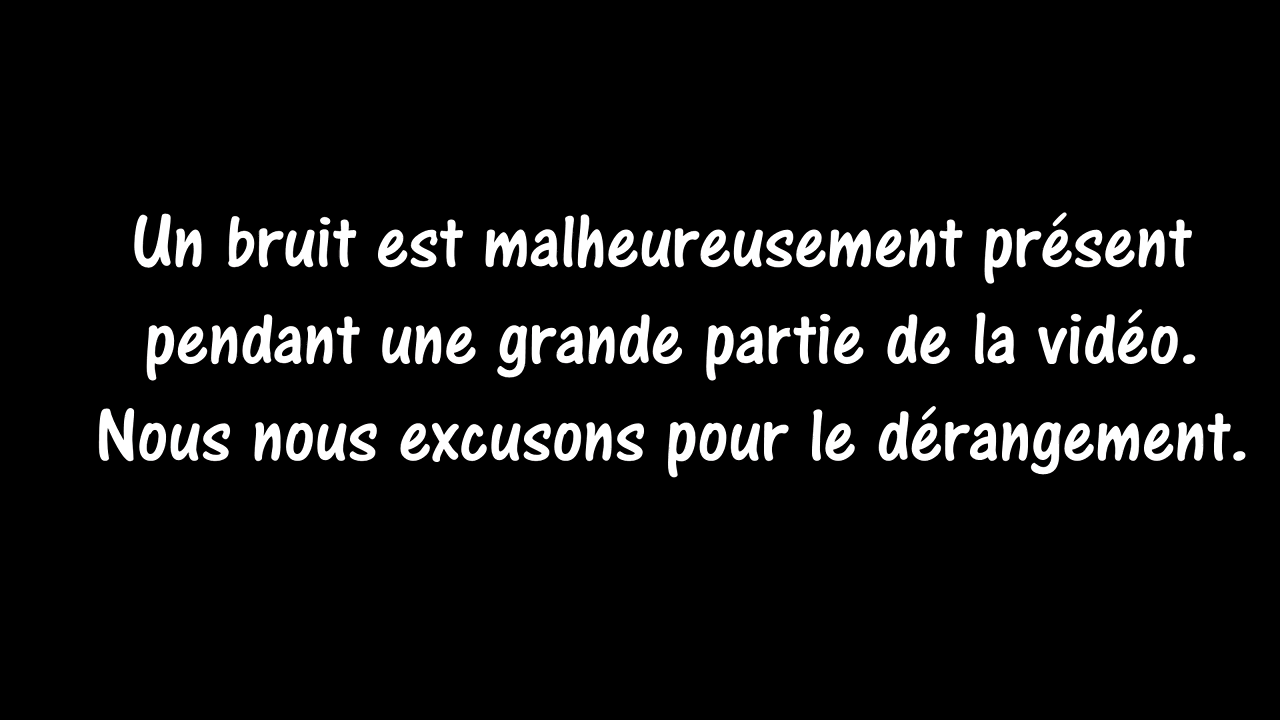 Un bruit est malheureusement présent
pendant une grande partie de la vidéo.
Nous nous excusons pour le dérangement.